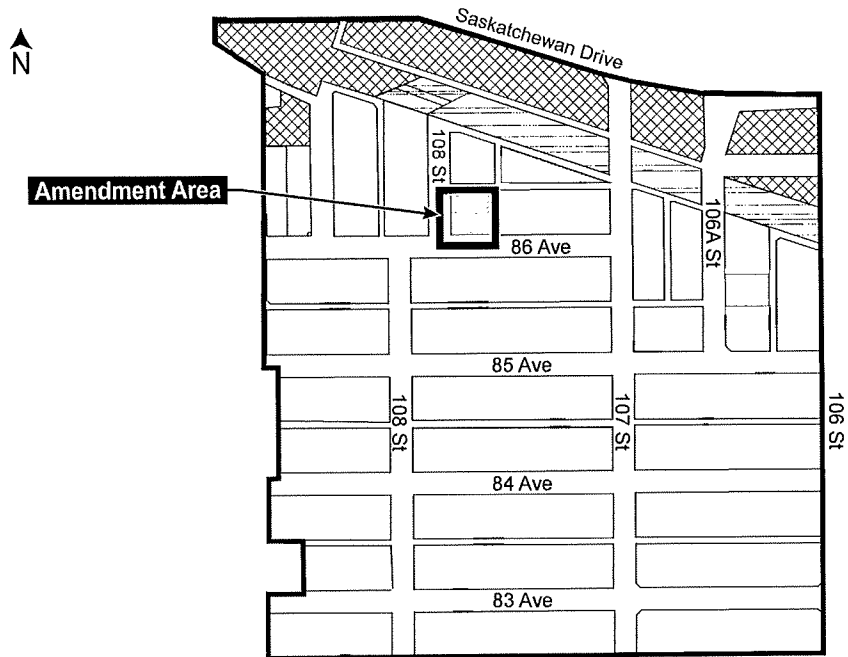 Saskatchewan Drive
N
108 St
Amendment Area
106A St
86 Ave
85 Ave
108 St
107 St
106 St
84 Ave
83 Ave